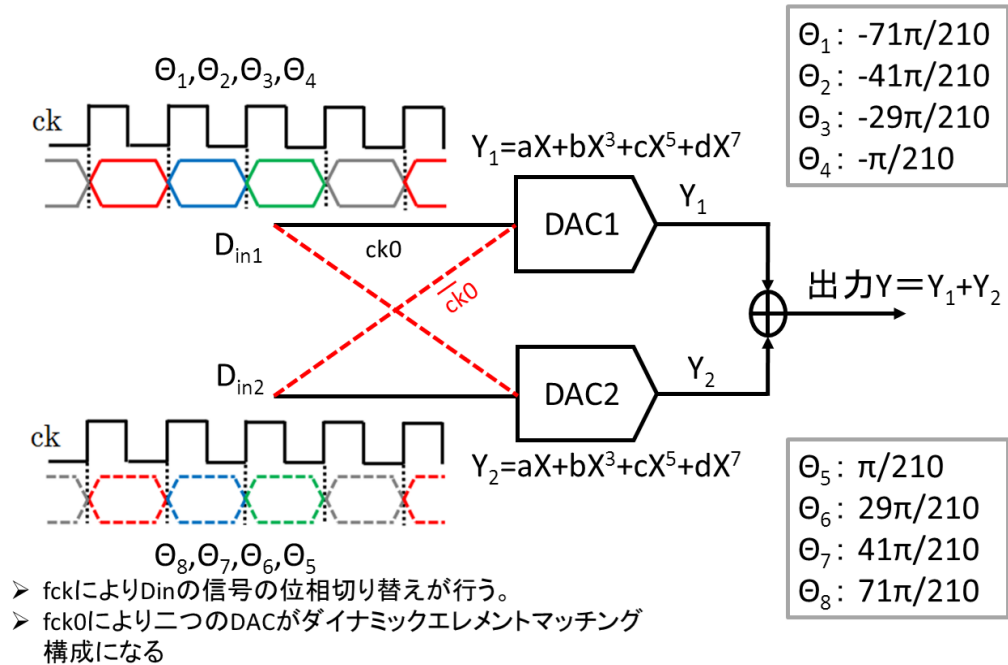 Θ₁,Θ₂,Θ₃,Θ₄
ck
Y₁=aX+bX³+cX⁵+dX⁷
Θ₁: -71π/210
Θ₂: -41π/210
Θ₃: -29π/210
Θ₄: -π/210
D_in1
ck0
DAC1
Y₁
c̅k̅0
出力Y＝Y₁+Y₂
D_in2
DAC2
Y₂
ck
Y₂=aX+bX³+cX⁵+dX⁷
Θ₈,Θ₇,Θ₆,Θ₅
Θ₅: π/210
Θ₆: 29π/210
Θ₇: 41π/210
Θ₈: 71π/210
➢ fckによりDinの信号の位相切り替えが行う。
➢ fck0により二つのDACがダイナミックエレメントマッチング
構成になる